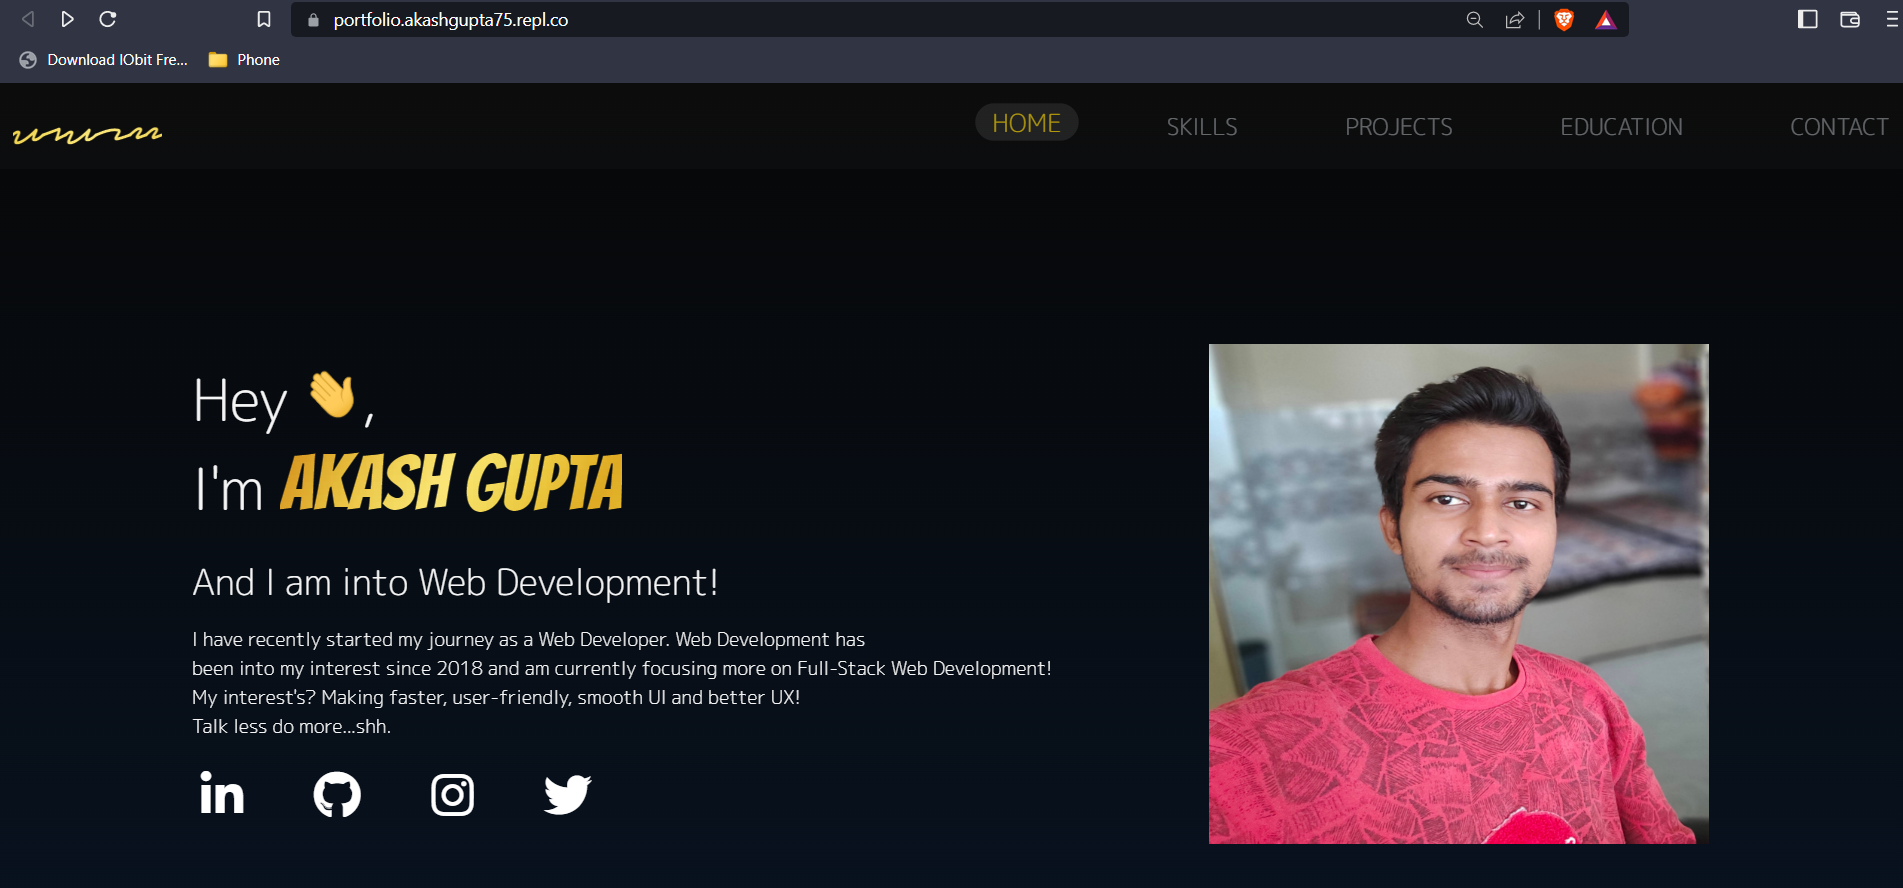 portfolio.akashgupta75.repl.co
Download IObit Fre... Phone
HOME SKILLS PROJECTS EDUCATION CONTACT
Hey 👋,
I'm AKASH GUPTA
And I am into Web Development!
I have recently started my journey as a Web Developer. Web Development has
been into my interest since 2018 and am currently focusing more on Full-Stack Web Development!
My interest's? Making faster, user-friendly, smooth UI and better UX!
Talk less do more...shh.
in